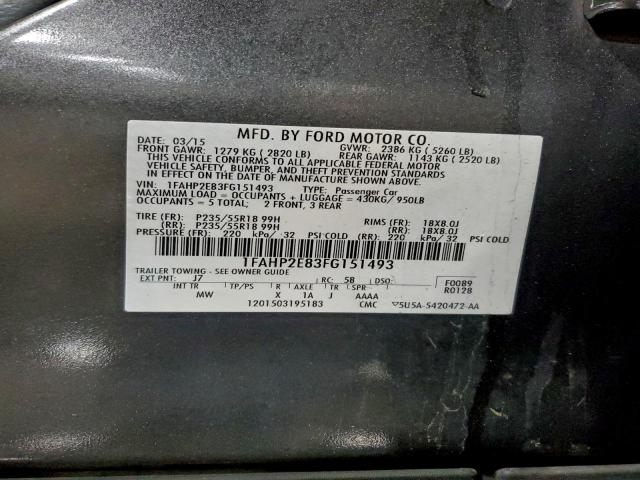 MFD. BY FORD MOTOR CO.
DATE: 03/15 GVWR: 2386 KG ( 5260 LB)
FRONT GAWR: 1279 KG ( 2820 LB) REAR GAWR: 1143 KG ( 2520 LB)
THIS VEHICLE CONFORMS TO ALL APPLICABLE FEDERAL MOTOR
VEHICLE SAFETY, BUMPER, AND THEFT PREVENTION STANDARDS
IN EFFECT ON THE DATE OF MANUFACTURE SHOWN ABOVE.
VIN: 1FAHP2E83FG151493 TYPE: Passenger Car
MAXIMUM LOAD = OCCUPANTS + LUGGAGE = 430KG/ 950LB
OCCUPANTS = 5 TOTAL; 2 FRONT, 3 REAR
TIRE (FR): P235/55R18 99H RIMS (FR): 18X8.0J
(RR): P235/55R18 99H (RR): 18X8.0J
PRESSURE (FR): 220 kPa/ 32 PSI COLD (RR): 220 kPa/ 32 PSI COLD
1FAHP2E83FG151493
TRAILER TOWING - SEE OWNER GUIDE
EXT PNT: J7 RC: 58 DSO: F0089
INT TR TP/PS R AXLE TR SPR R0128
MW X 1A J AAAA
1201503195183 CMC ▽5U5A-5420472-AA